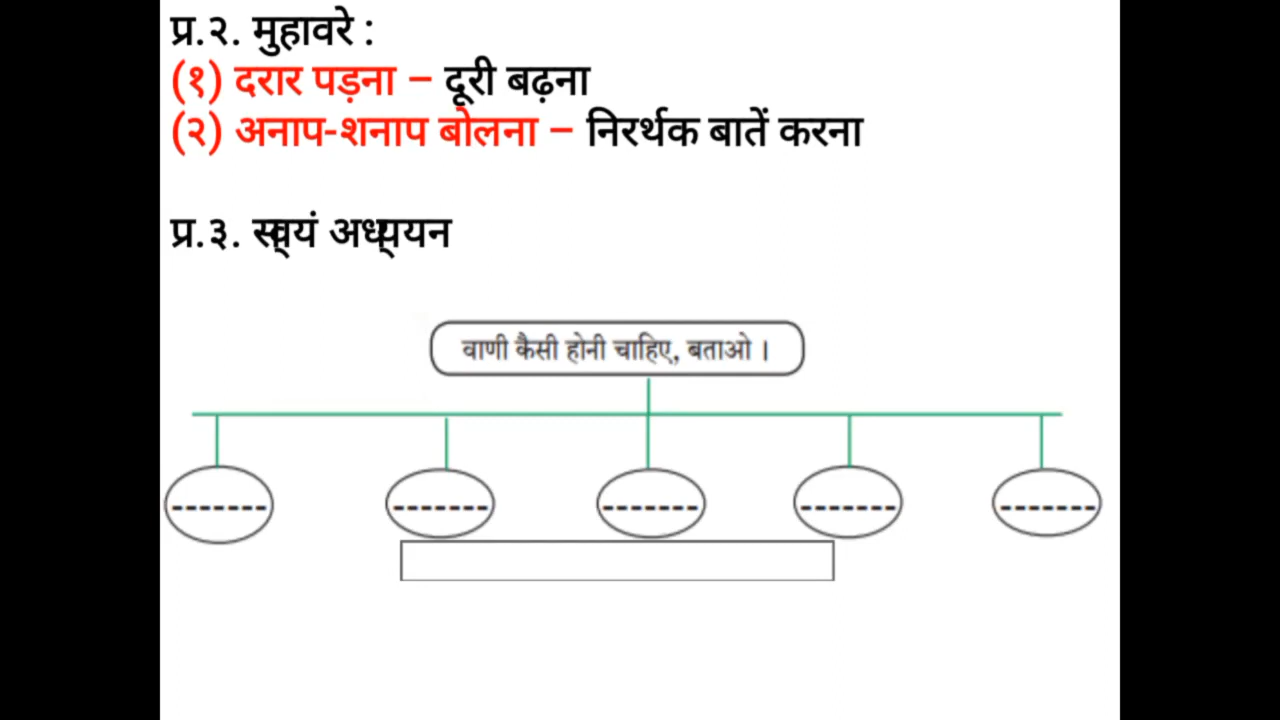 प्र.२. मुहावरे :
(१) दरार पड़ना – दूरी बढ़ना
(२) अनाप-शनाप बोलना – निरर्थक बातें करना
प्र.३. स्वयं अध्ययन
वाणी कैसी होनी चाहिए, बताओ ।
------- ------- ------- ------- -------